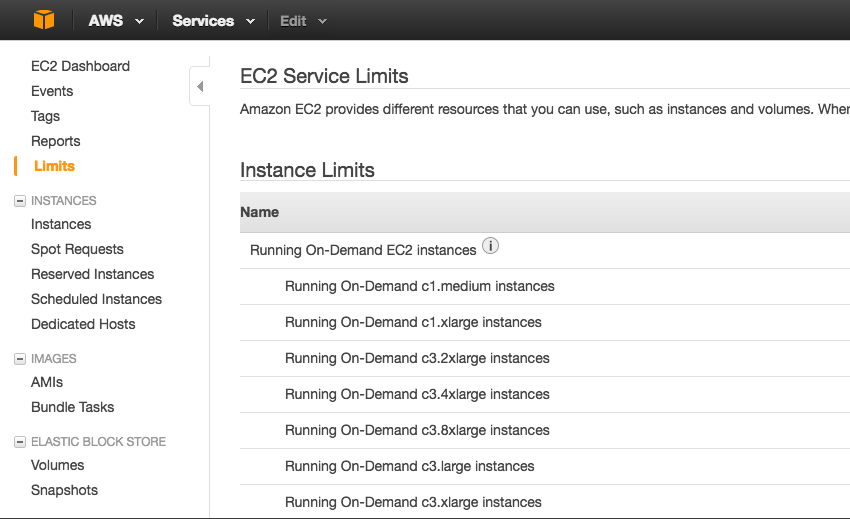 AWS Services Edit
EC2 Dashboard
Events
Tags
Reports
Limits
INSTANCES
Instances
Spot Requests
Reserved Instances
Scheduled Instances
Dedicated Hosts
IMAGES
AMIs
Bundle Tasks
ELASTIC BLOCK STORE
Volumes
Snapshots
EC2 Service Limits
Amazon EC2 provides different resources that you can use, such as instances and volumes. When
Instance Limits
Name
Running On-Demand EC2 instances i
Running On-Demand c1.medium instances
Running On-Demand c1.xlarge instances
Running On-Demand c3.2xlarge instances
Running On-Demand c3.4xlarge instances
Running On-Demand c3.8xlarge instances
Running On-Demand c3.large instances
Running On-Demand c3.xlarge instances